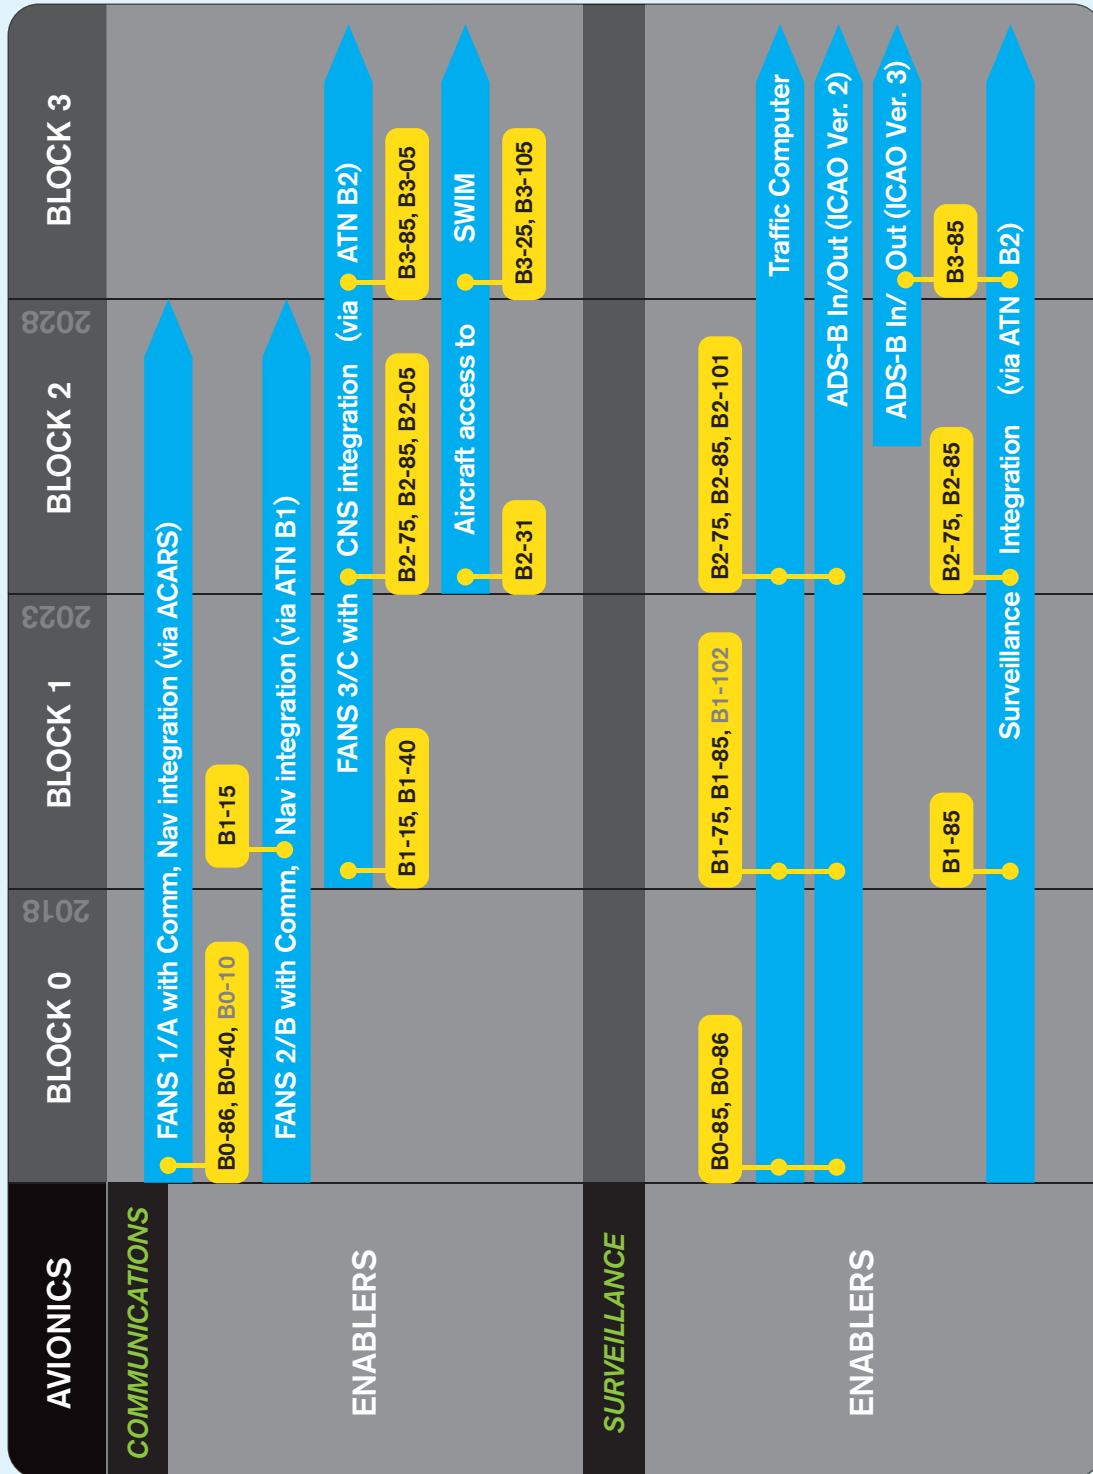 AVIONICS
BLOCK 0
2018
BLOCK 1
2023
BLOCK 2
2028
BLOCK 3
COMMUNICATIONS
ENABLERS
FANS 1/A with Comm, Nav integration (via ACARS)
B0-86, B0-40, B0-10
B1-15
FANS 2/B with Comm, Nav integration (via ATN B1)
FANS 3/C with CNS integration (via ATN B2)
B1-15, B1-40
B2-75, B2-85, B2-05
B3-85, B3-05
Aircraft access to SWIM
B2-31
B3-25, B3-105
SURVEILLANCE
ENABLERS
B0-85, B0-86
B1-75, B1-85, B1-102
B2-75, B2-85, B2-101
Traffic Computer
ADS-B In/Out (ICAO Ver. 2)
ADS-B In/ Out (ICAO Ver. 3)
B1-85
B2-75, B2-85
B3-85
Surveillance Integration (via ATN B2)